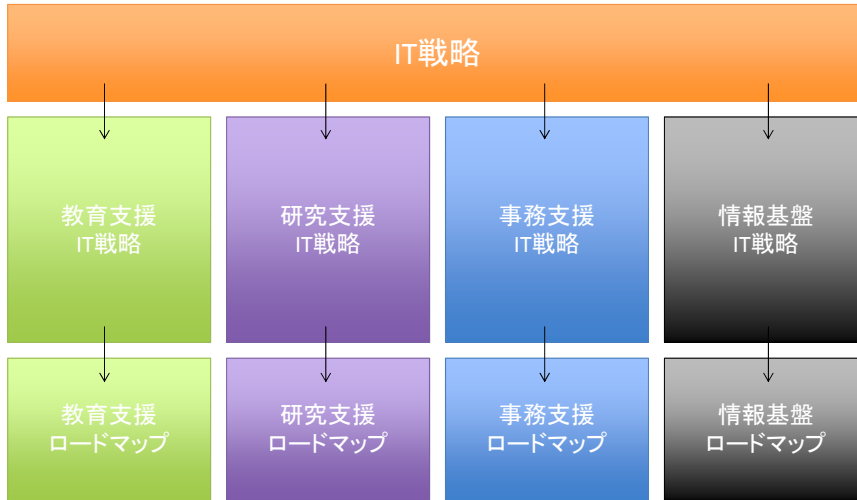 IT戦略
教育支援
IT戦略
研究支援
IT戦略
事務支援
IT戦略
情報基盤
IT戦略
教育支援
ロードマップ
研究支援
ロードマップ
事務支援
ロードマップ
情報基盤
ロードマップ